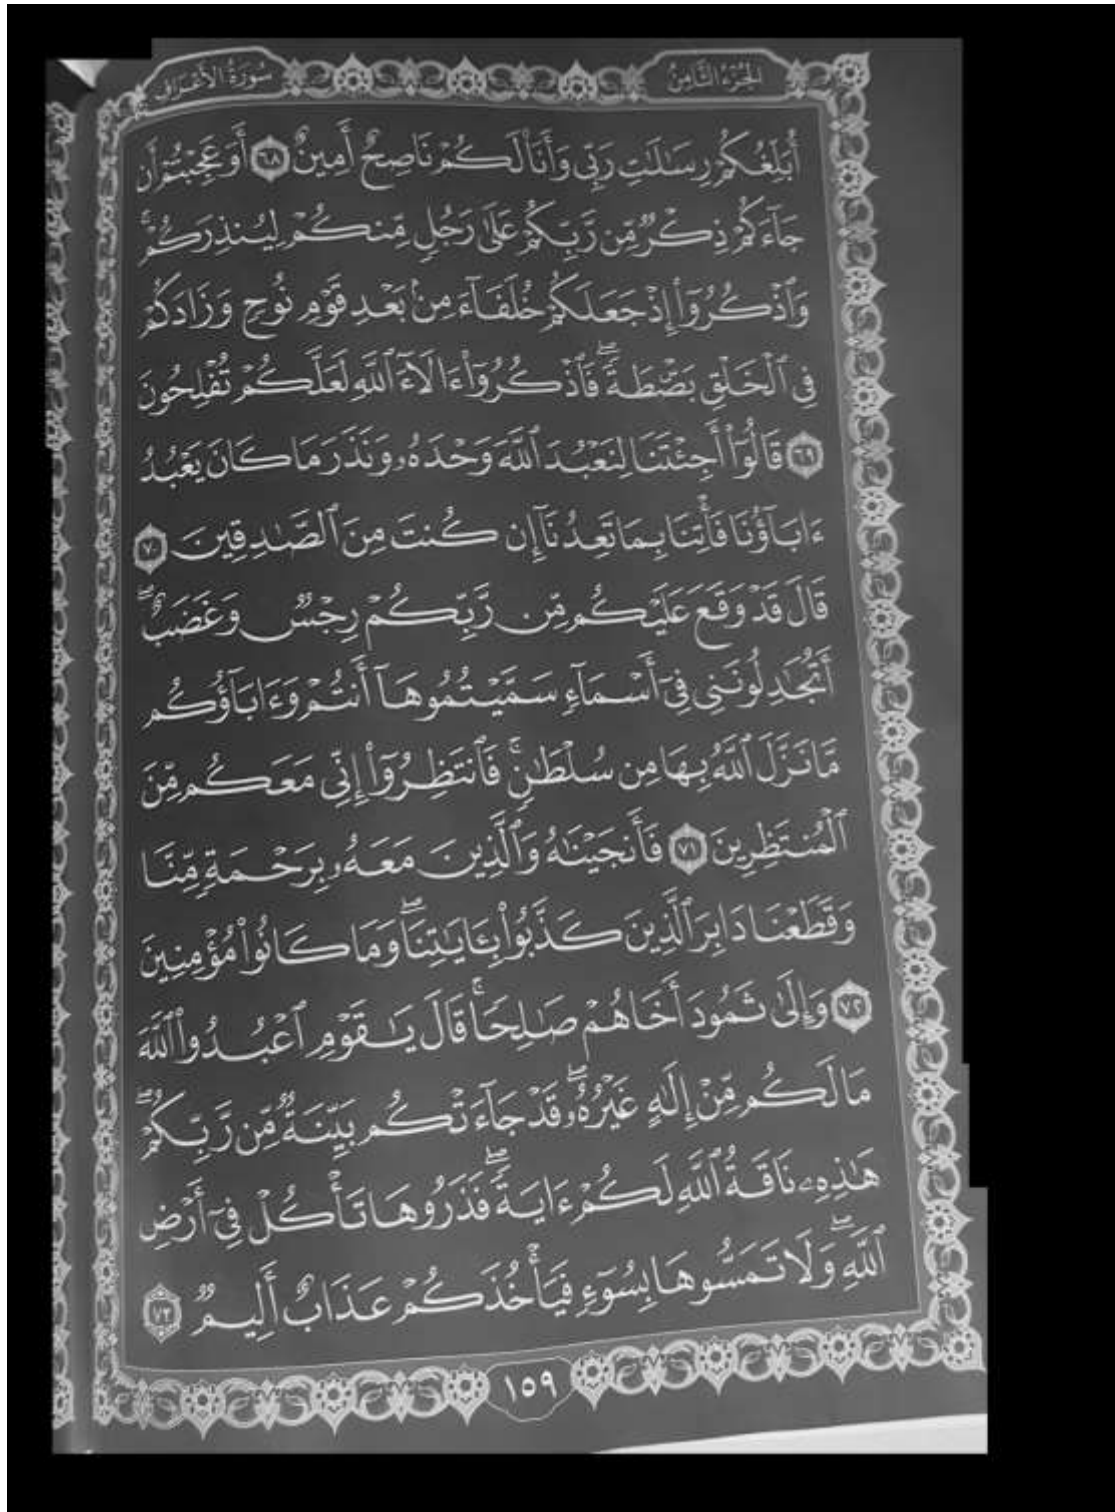 الجزء الثامن
سورة الأعراف
أُبَلِّغُكُمْ رِسَٰلَٰتِ رَبِّي وَأَنَا۠ لَكُمْ نَاصِحٌ أَمِينٌ ٦٨ أَوَعَجِبْتُمْ أَن
جَآءَكُمْ ذِكْرٌ مِّن رَّبِّكُمْ عَلَىٰ رَجُلٍ مِّنكُمْ لِيُنذِرَكُمْ ۚ
وَٱذْكُرُوٓا۟ إِذْ جَعَلَكُمْ خُلَفَآءَ مِنۢ بَعْدِ قَوْمِ نُوحٍ وَزَادَكُمْ
فِي ٱلْخَلْقِ بَصْۜطَةً ۖ فَٱذْكُرُوٓا۟ ءَالَآءَ ٱللَّهِ لَعَلَّكُمْ تُفْلِحُونَ
٦٩ قَالُوٓا۟ أَجِئْتَنَا لِنَعْبُدَ ٱللَّهَ وَحْدَهُۥ وَنَذَرَ مَا كَانَ يَعْبُدُ
ءَابَآؤُنَا فَأْتِنَا بِمَا تَعِدُنَآ إِن كُنتَ مِنَ ٱلصَّٰدِقِينَ ٧٠
قَالَ قَدْ وَقَعَ عَلَيْكُم مِّن رَّبِّكُمْ رِجْسٌ وَغَضَبٌ ۖ
أَتُجَٰدِلُونَنِي فِيٓ أَسْمَآءٍ سَمَّيْتُمُوهَآ أَنتُمْ وَءَابَآؤُكُم
مَّا نَزَّلَ ٱللَّهُ بِهَا مِن سُلْطَٰنٍ ۚ فَٱنتَظِرُوٓا۟ إِنِّي مَعَكُم مِّنَ
ٱلْمُنتَظِرِينَ ٧١ فَأَنجَيْنَٰهُ وَٱلَّذِينَ مَعَهُۥ بِرَحْمَةٍ مِّنَّا
وَقَطَعْنَا دَابِرَ ٱلَّذِينَ كَذَّبُوا۟ بِـَٔايَٰتِنَا ۖ وَمَا كَانُوا۟ مُؤْمِنِينَ
٧٢ وَإِلَىٰ ثَمُودَ أَخَاهُمْ صَٰلِحًا ۚ قَالَ يَٰقَوْمِ ٱعْبُدُوا۟ ٱللَّهَ
مَا لَكُم مِّنْ إِلَٰهٍ غَيْرُهُۥ ۖ قَدْ جَآءَتْكُم بَيِّنَةٌ مِّن رَّبِّكُمْ ۖ
هَٰذِهِۦ نَاقَةُ ٱللَّهِ لَكُمْ ءَايَةً ۖ فَذَرُوهَا تَأْكُلْ فِيٓ أَرْضِ
ٱللَّهِ ۖ وَلَا تَمَسُّوهَا بِسُوٓءٍ فَيَأْخُذَكُمْ عَذَابٌ أَلِيمٌ ٧٣
١٥٩